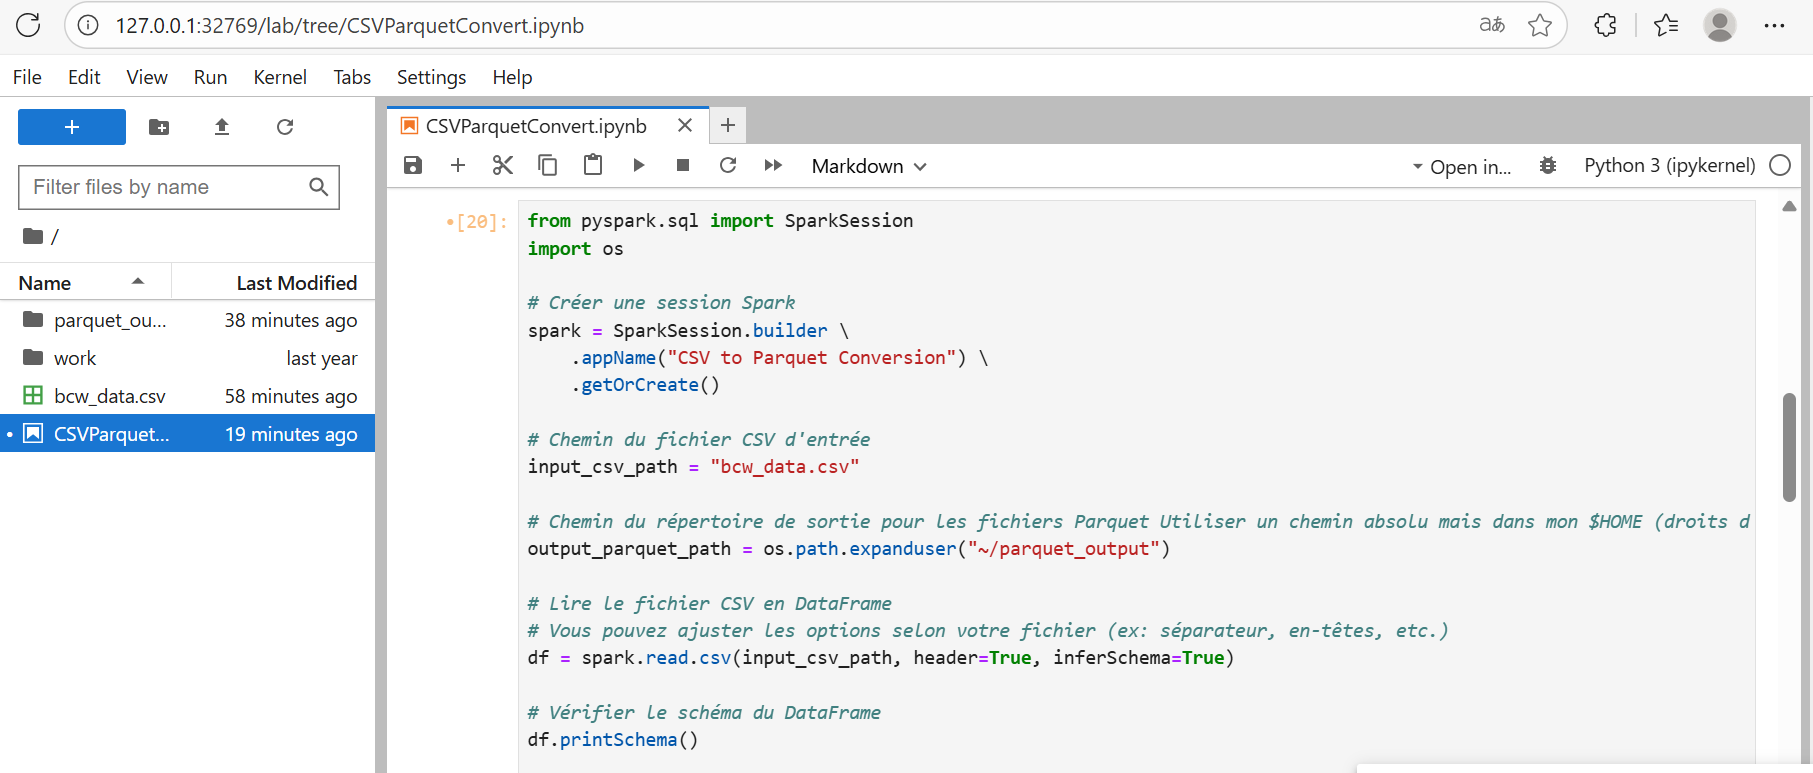 127.0.0.1:32769/lab/tree/CSVParquetConvert.ipynb
File Edit View Run Kernel Tabs Settings Help
Filter files by name
/
Name Last Modified
parquet_ou... 38 minutes ago
work last year
bcw_data.csv 58 minutes ago
CSVParquet... 19 minutes ago
CSVParquetConvert.ipynb
Markdown Open in... Python 3 (ipykernel)
[20]:
from pyspark.sql import SparkSession
import os
# Créer une session Spark
spark = SparkSession.builder \
    .appName("CSV to Parquet Conversion") \
    .getOrCreate()
# Chemin du fichier CSV d'entrée
input_csv_path = "bcw_data.csv"
# Chemin du répertoire de sortie pour les fichiers Parquet Utiliser un chemin absolu mais dans mon $HOME (droits d
output_parquet_path = os.path.expanduser("~/parquet_output")
# Lire le fichier CSV en DataFrame
# Vous pouvez ajuster les options selon votre fichier (ex: séparateur, en-têtes, etc.)
df = spark.read.csv(input_csv_path, header=True, inferSchema=True)
# Vérifier le schéma du DataFrame
df.printSchema()